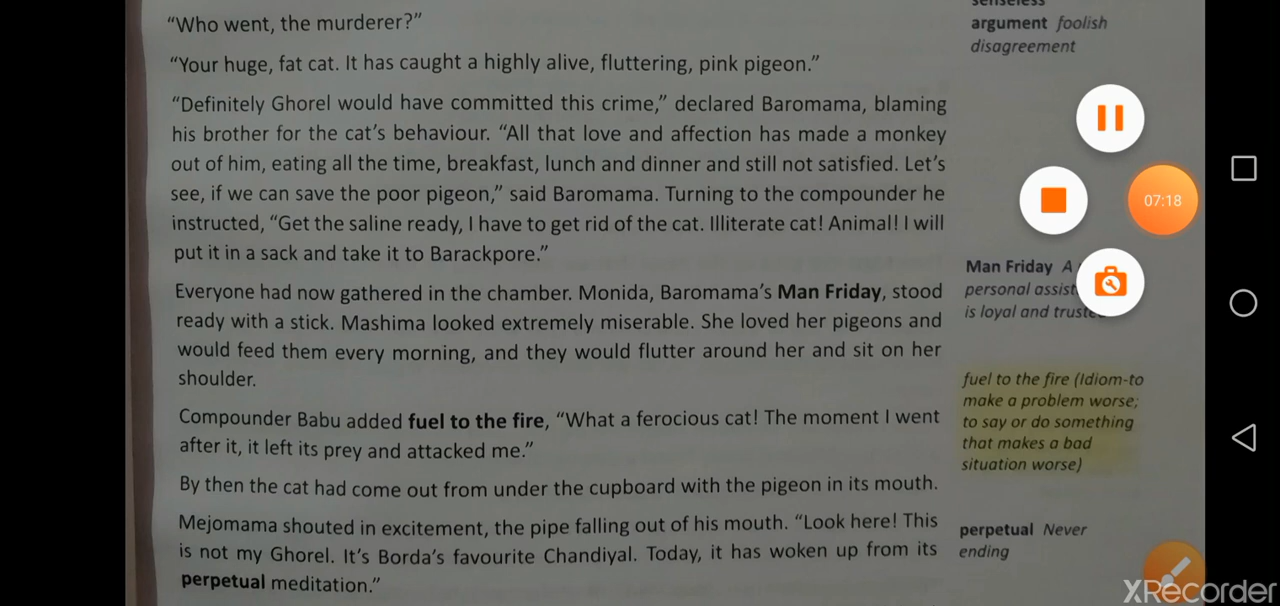 “Who went, the murderer?”
“Your huge, fat cat. It has caught a highly alive, fluttering, pink pigeon.”
“Definitely Ghorel would have committed this crime,” declared Baromama, blaming
his brother for the cat’s behaviour. “All that love and affection has made a monkey
out of him, eating all the time, breakfast, lunch and dinner and still not satisfied. Let’s
see, if we can save the poor pigeon,” said Baromama. Turning to the compounder he
instructed, “Get the saline ready, I have to get rid of the cat. Illiterate cat! Animal! I will
put it in a sack and take it to Barackpore.”
Everyone had now gathered in the chamber. Monida, Baromama’s Man Friday, stood
ready with a stick. Mashima looked extremely miserable. She loved her pigeons and
would feed them every morning, and they would flutter around her and sit on her
shoulder.
Compounder Babu added fuel to the fire, “What a ferocious cat! The moment I went
after it, it left its prey and attacked me.”
By then the cat had come out from under the cupboard with the pigeon in its mouth.
Mejomama shouted in excitement, the pipe falling out of his mouth. “Look here! This
is not my Ghorel. It’s Borda’s favourite Chandiyal. Today, it has woken up from its
perpetual meditation.”
argument foolish
disagreement
Man Friday A
personal
is loyal and
fuel to the fire (Idiom-to
make a problem worse;
to say or do something
that makes a bad
situation worse)
perpetual Never
ending
07:18
XRecorder